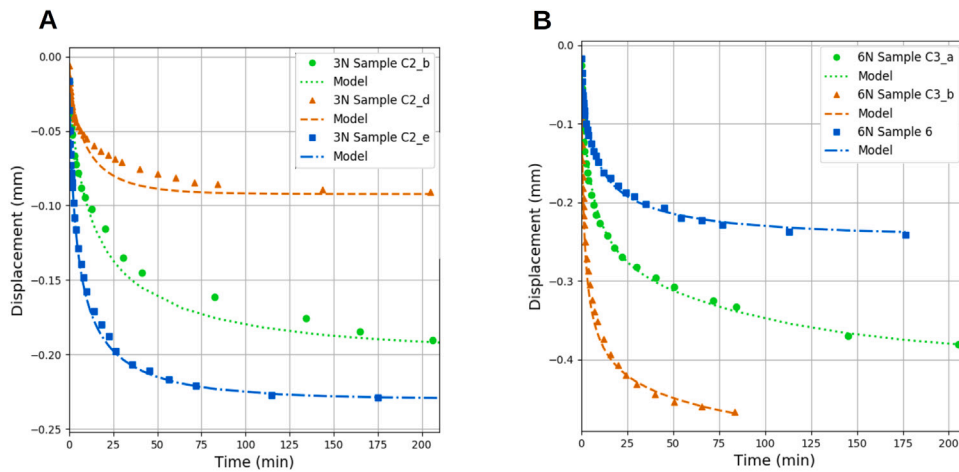 A
0.00
−0.05
−0.10
−0.15
−0.20
−0.25
Displacement (mm)
3N Sample C2_b
Model
3N Sample C2_d
Model
3N Sample C2_e
Model
0 25 50 75 100 125 150 175 200
Time (min)
B
0.0
−0.1
−0.2
−0.3
−0.4
Displacement (mm)
6N Sample C3_a
Model
6N Sample C3_b
Model
6N Sample 6
Model
0 25 50 75 100 125 150 175 200
Time (min)